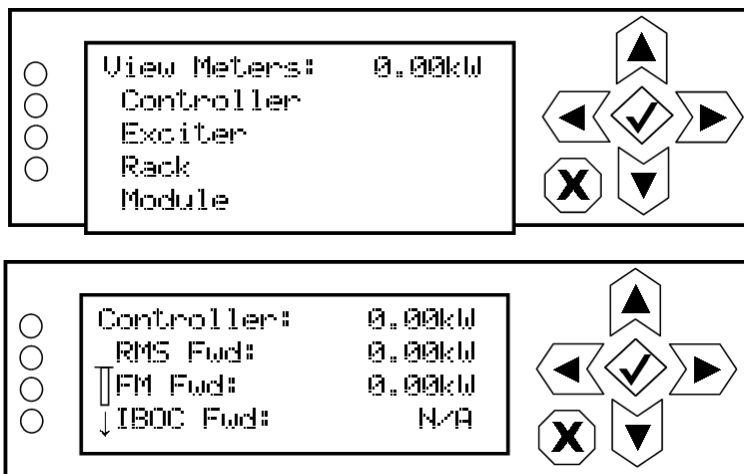 View Meters: 0.00kW
Controller
Exciter
Rack
Module
X
Controller: 0.00kW
RMS Fwd: 0.00kW
FM Fwd: 0.00kW
↓IBOC Fwd: N/A
X